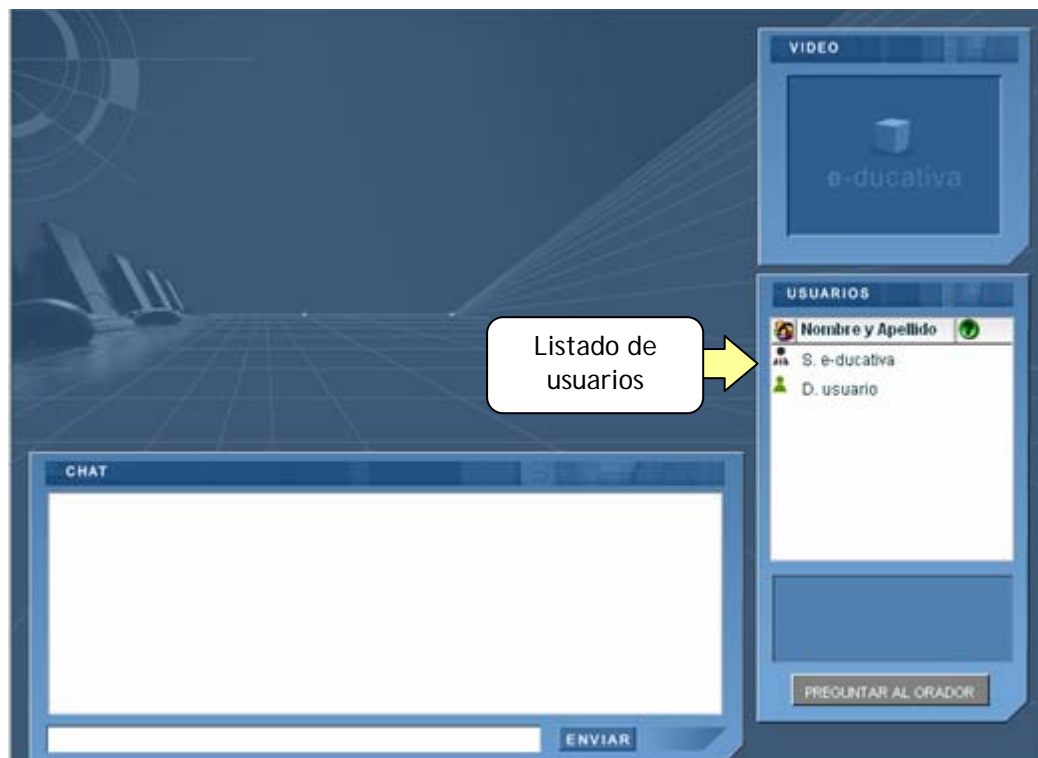 VIDEO
e-ducativa
USUARIOS
Nombre y Apellido ?
S. e-ducativa
D. usuario
Listado de
usuarios
CHAT
PREGUNTAR AL ORADOR
ENVIAR